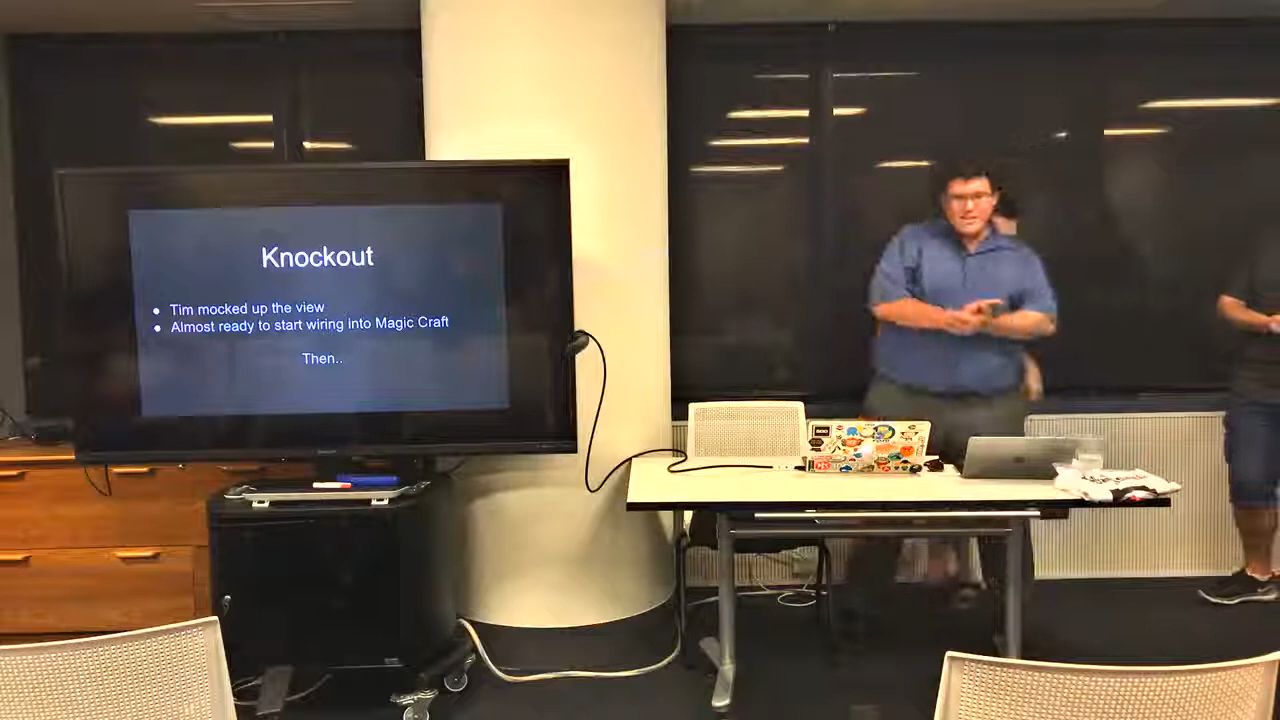 Knockout
● Tim mocked up the view
● Almost ready to start wiring into Magic Craft
Then..